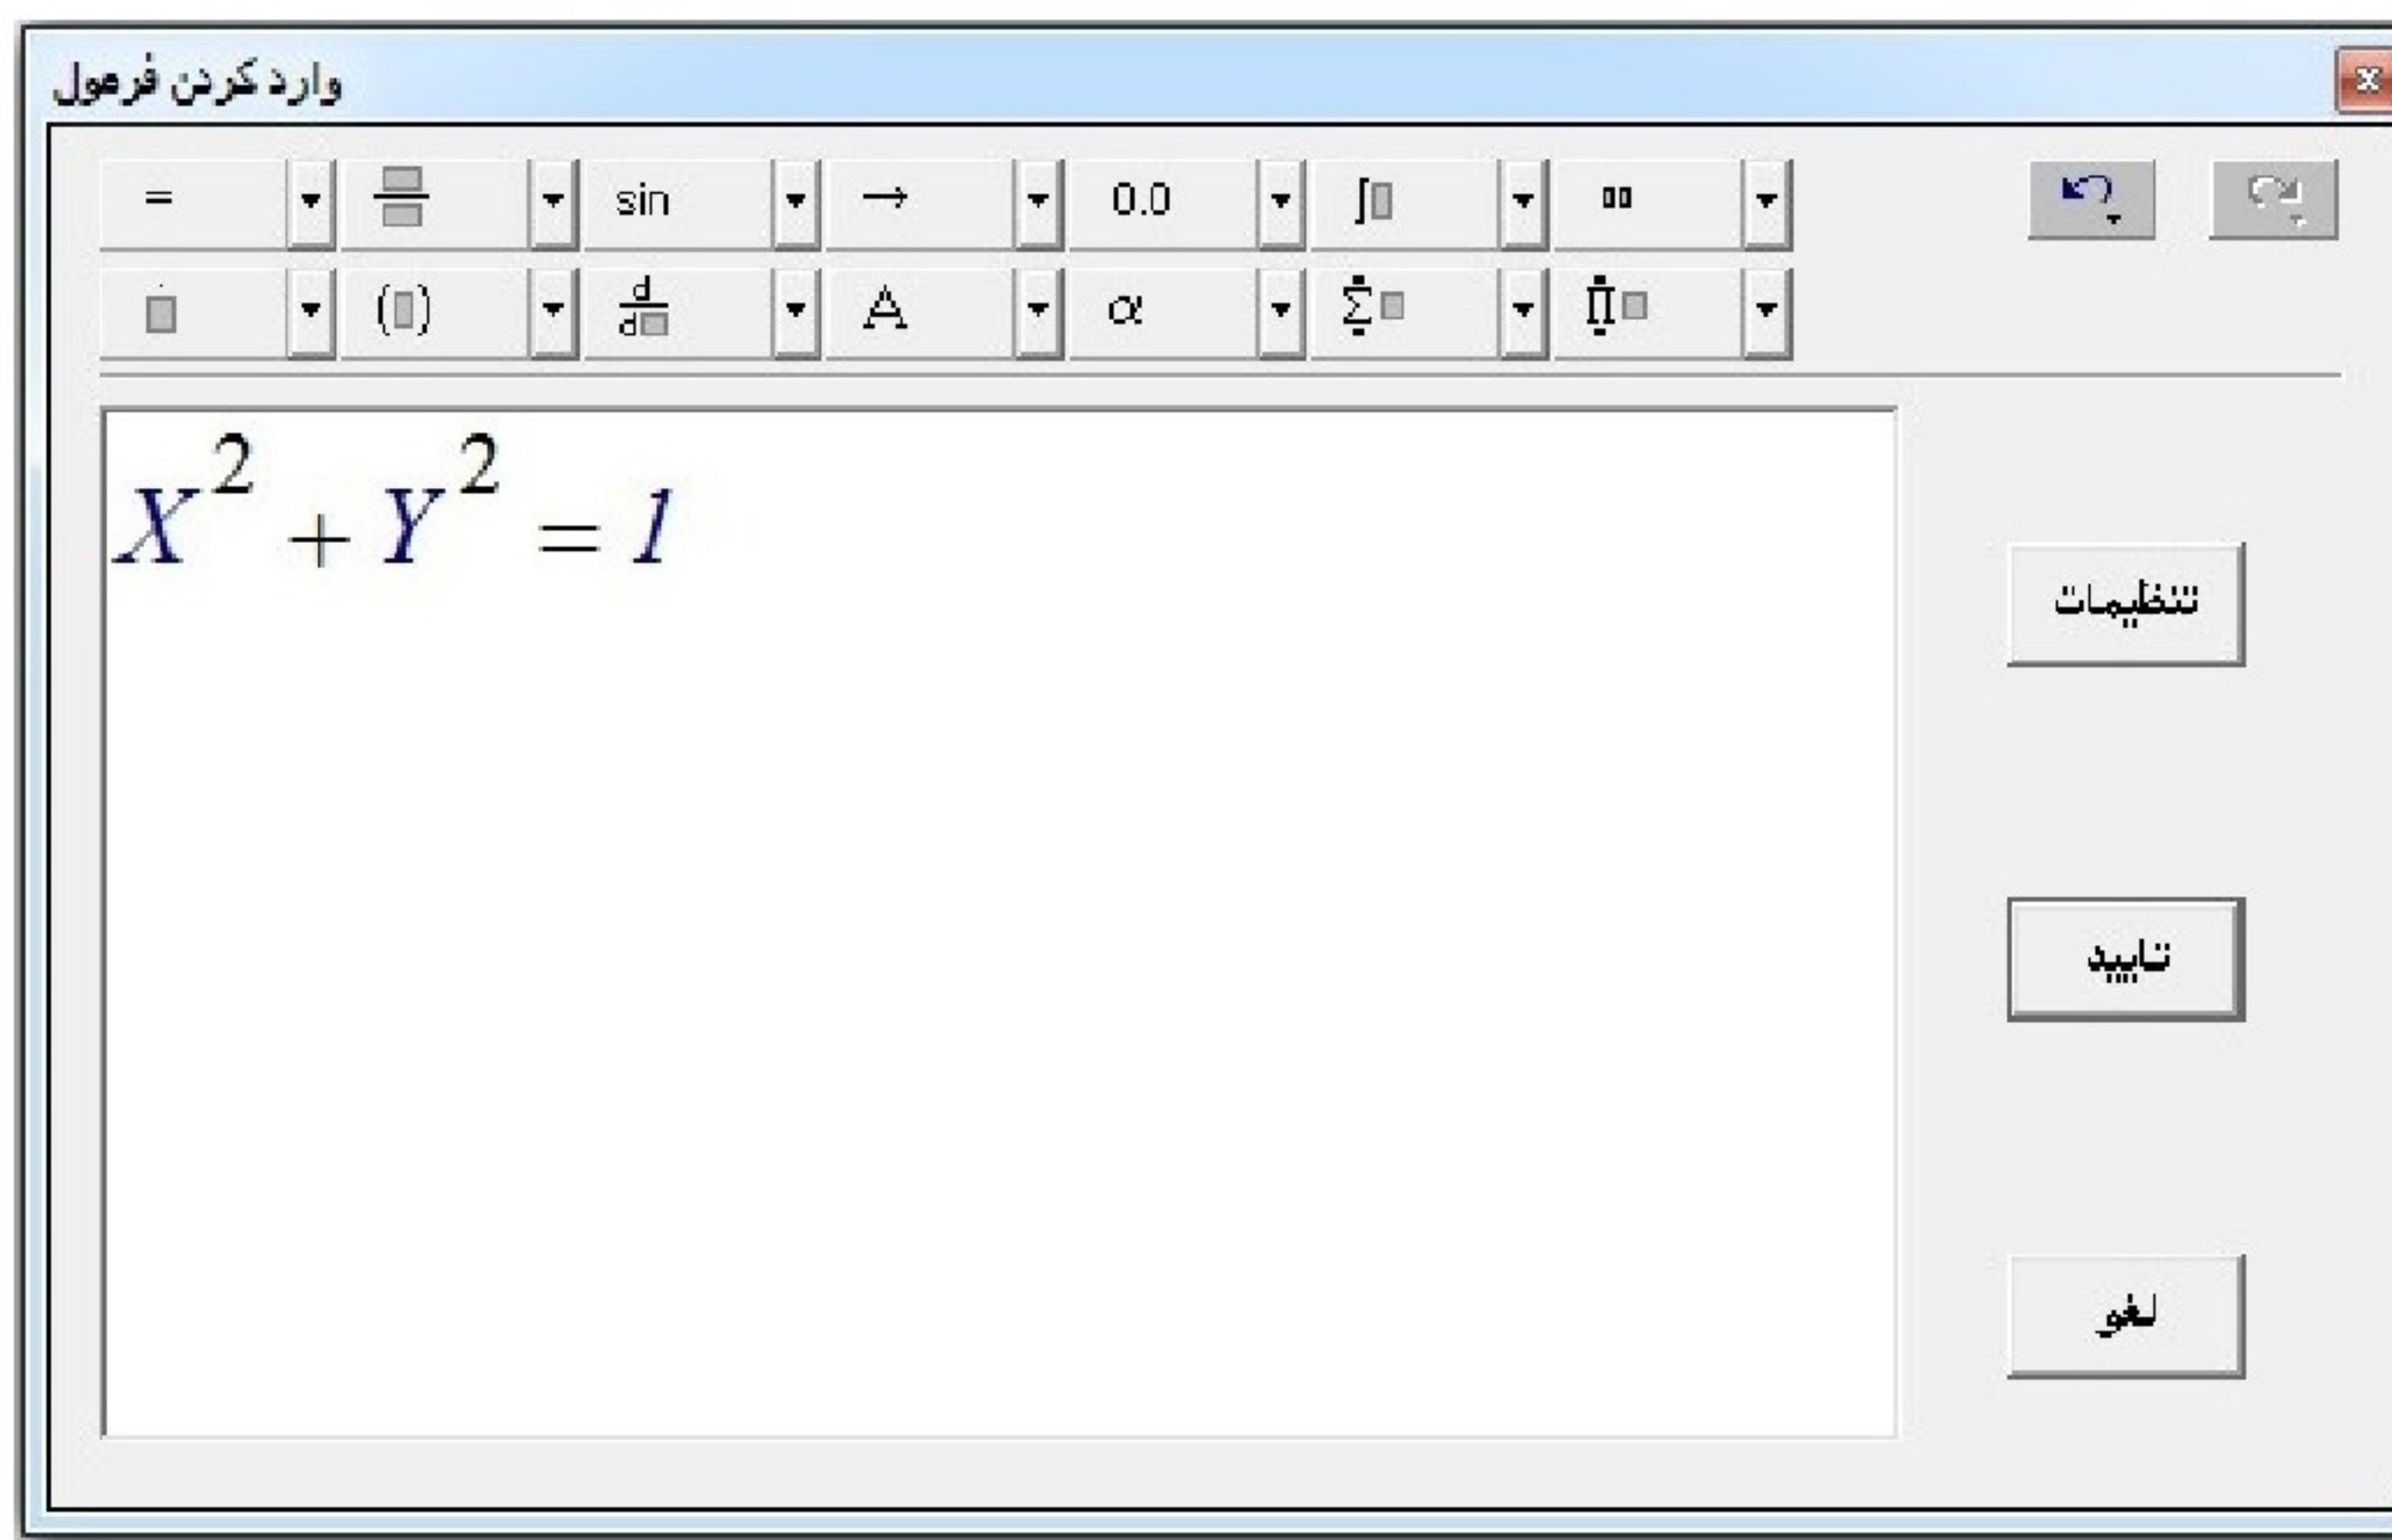 وارد کردن فرمول
= sin → 0.0 ∫
() d/d A α ∑ ∏
X² + Y² = 1
تنظیمات
تایید
لغو